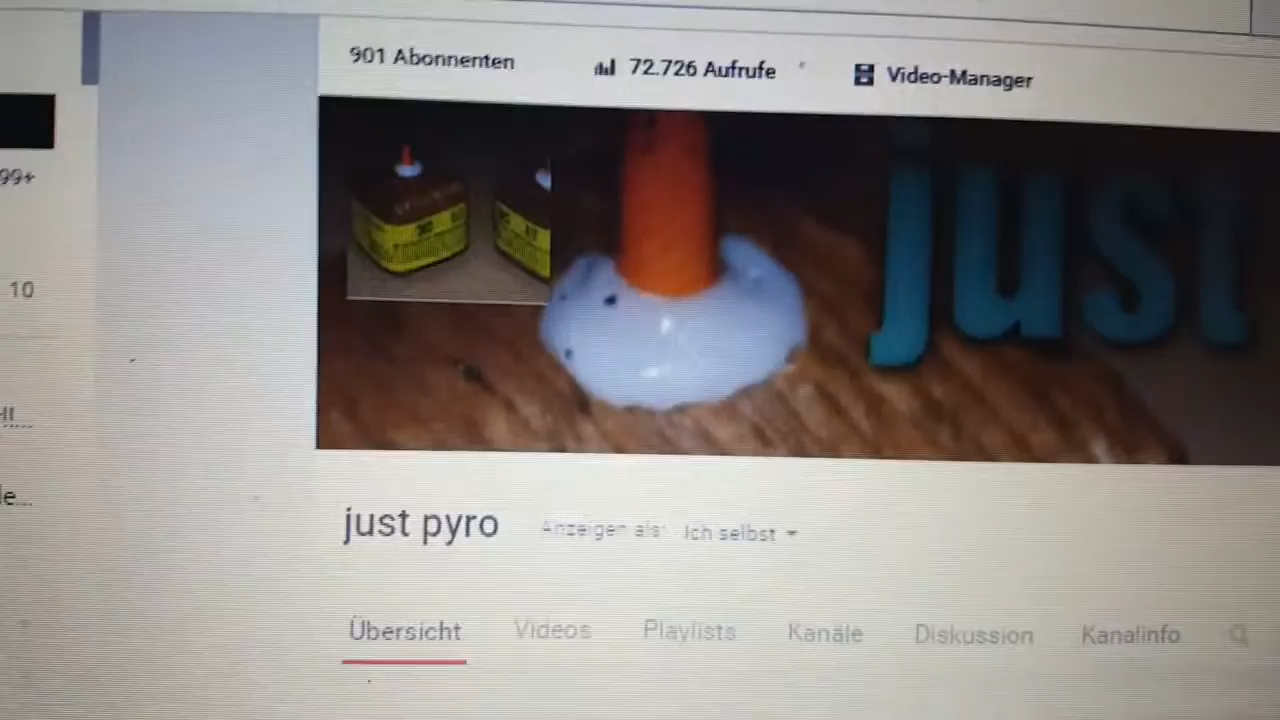 901 Abonnenten
72.726 Aufrufe
Video-Manager
99+
10
just
just pyro
Anzeigen als: Ich selbst
Übersicht
Videos
Playlists
Kanäle
Diskussion
Kanalinfo